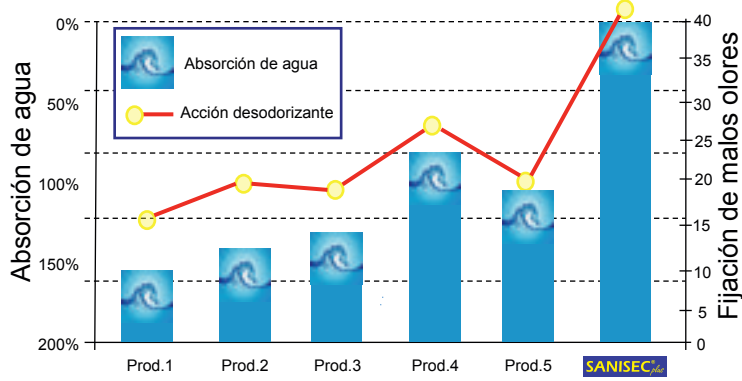 Absorción de agua
0%
50%
100%
150%
200%
Absorción de agua
Acción desodorizante
40
35
30
25
20
15
10
5
0
Fijación de malos olores
Prod.1
Prod.2
Prod.3
Prod.4
Prod.5
SANISEC® plus